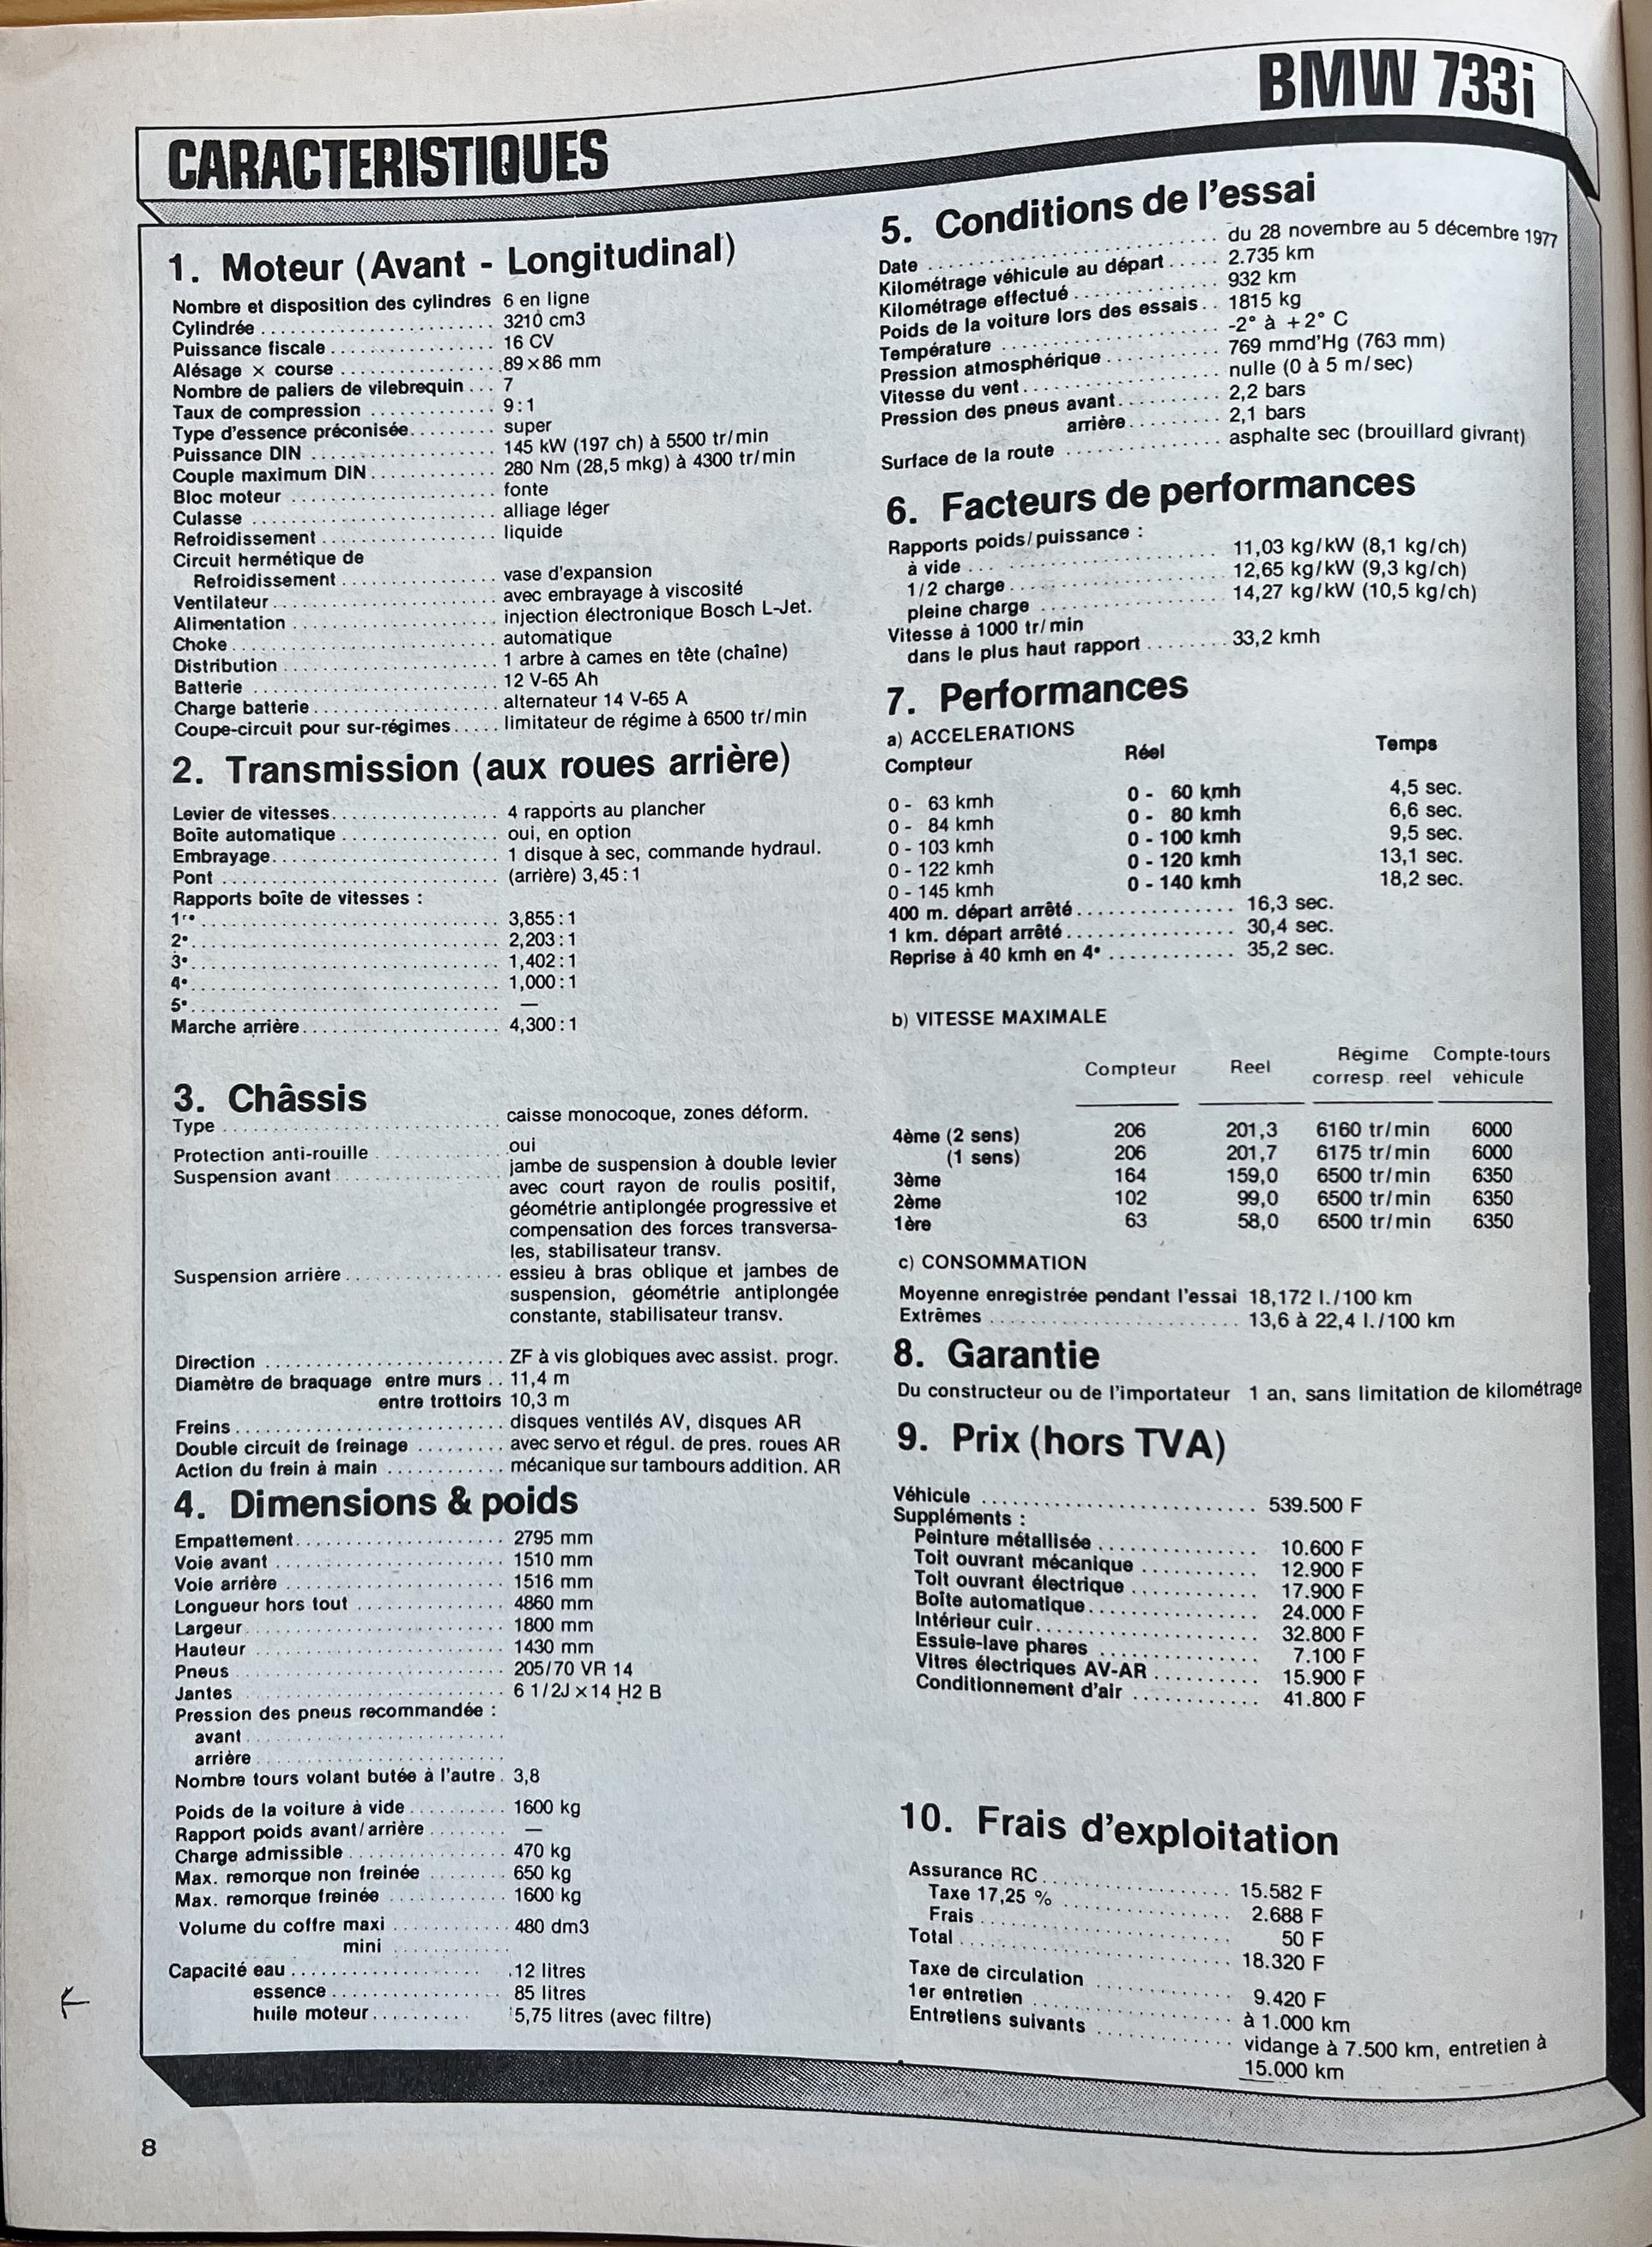 BMW 733i
CARACTERISTIQUES
1. Moteur (Avant - Longitudinal)
Nombre et disposition des cylindres 6 en ligne
Cylindrée ........................ 3210 cm3
Puissance fiscale ................. 16 CV
Alésage × course ................. 89×86 mm
Nombre de paliers de vilebrequin ... 7
Taux de compression ............. 9:1
Type d'essence préconisée......... super
Puissance DIN ................... 145 kW (197 ch) à 5500 tr/min
Couple maximum DIN............. 280 Nm (28,5 mkg) à 4300 tr/min
Bloc moteur ...................... fonte
Culasse .......................... alliage léger
Refroidissement .................. liquide
Circuit hermétique de
Refroidissement ................ vase d'expansion
Ventilateur ....................... avec embrayage à viscosité
Alimentation ..................... injection électronique Bosch L-Jet.
Choke ........................... automatique
Distribution ...................... 1 arbre à cames en tête (chaîne)
Batterie ......................... 12 V-65 Ah
Charge batterie ................... alternateur 14 V-65 A
Coupe-circuit pour sur-régimes..... limitateur de régime à 6500 tr/min
2. Transmission (aux roues arrière)
Levier de vitesses................. 4 rapports au plancher
Boîte automatique ................ oui, en option
Embrayage....................... 1 disque à sec, commande hydraul.
Pont ............................ (arrière) 3,45:1
Rapports boîte de vitesses :
1re .............................. 3,855:1
2e .............................. 2,203:1
3e .............................. 1,402:1
4e .............................. 1,000:1
5e .............................. —
Marche arrière.................... 4,300:1
3. Châssis
Type ........................... caisse monocoque, zones déform.
Protection anti-rouille ............. oui
Suspension avant ................. jambe de suspension à double levier
avec court rayon de roulis positif,
géométrie antiplongée progressive et
compensation des forces transversa-
les, stabilisateur transv.
Suspension arrière ................ essieu à bras oblique et jambes de
suspension, géométrie antiplongée
constante, stabilisateur transv.
Direction ........................ ZF à vis globiques avec assist. progr.
Diamètre de braquage entre murs .. 11,4 m
entre trottoirs 10,3 m
Freins ........................... disques ventilés AV, disques AR
Double circuit de freinage ......... avec servo et régul. de pres. roues AR
Action du frein à main ............ mécanique sur tambours addition. AR
4. Dimensions & poids
Empattement..................... 2795 mm
Voie avant ....................... 1510 mm
Voie arrière ...................... 1516 mm
Longueur hors tout ............... 4860 mm
Largeur .......................... 1800 mm
Hauteur ......................... 1430 mm
Pneus ........................... 205/70 VR 14
Jantes .......................... 6 1/2J×14 H2 B
Pression des pneus recommandée :
avant ..........................
arrière .........................
Nombre tours volant butée à l'autre . 3,8
Poids de la voiture à vide .......... 1600 kg
Rapport poids avant/arrière ........ —
Charge admissible ................ 470 kg
Max. remorque non freinée ........ 650 kg
Max. remorque freinée ............ 1600 kg
Volume du coffre maxi ............ 480 dm3
mini ............
Capacité eau .................... 12 litres
essence ................. 85 litres
huile moteur .......... 5,75 litres (avec filtre)
5. Conditions de l'essai
Date ............................ du 28 novembre au 5 décembre 1977
Kilométrage véhicule au départ ..... 2.735 km
Kilométrage effectué .............. 932 km
Poids de la voiture lors des essais.. 1815 kg
Température ..................... -2° à +2° C
Pression atmosphérique ........... 769 mmd'Hg (763 mm)
Vitesse du vent ................... nulle (0 à 5 m/sec)
Pression des pneus avant.......... 2,2 bars
arrière......... 2,1 bars
Surface de la route ............... asphalte sec (brouillard givrant)
6. Facteurs de performances
Rapports poids/puissance :
à vide ... ..................... 11,03 kg/kW (8,1 kg/ch)
1/2 charge ..................... 12,65 kg/kW (9,3 kg/ch)
pleine charge .................. 14,27 kg/kW (10,5 kg/ch)
Vitesse à 1000 tr/min
dans le plus haut rapport ........ 33,2 kmh
7. Performances
a) ACCELERATIONS
Compteur Réel Temps
0 - 63 kmh 0 - 60 kmh 4,5 sec.
0 - 84 kmh 0 - 80 kmh 6,6 sec.
0 - 103 kmh 0 - 100 kmh 9,5 sec.
0 - 122 kmh 0 - 120 kmh 13,1 sec.
0 - 145 kmh 0 - 140 kmh 18,2 sec.
400 m. départ arrêté ............... 16,3 sec.
1 km. départ arrêté ................ 30,4 sec.
Reprise à 40 kmh en 4e ............ 35,2 sec.
b) VITESSE MAXIMALE
Compteur Reel Régime corresp. reel Compte-tours véhicule
4ème (2 sens) 206 201,3 6160 tr/min 6000
(1 sens) 206 201,7 6175 tr/min 6000
3ème 164 159,0 6500 tr/min 6350
2ème 102 99,0 6500 tr/min 6350
1ère 63 58,0 6500 tr/min 6350
c) CONSOMMATION
Moyenne enregistrée pendant l'essai 18,172 l./100 km
Extrêmes ........................ 13,6 à 22,4 l./100 km
8. Garantie
Du constructeur ou de l'importateur 1 an, sans limitation de kilométrage
9. Prix (hors TVA)
Véhicule ........................... 539.500 F
Suppléments :
Peinture métallisée ............... 10.600 F
Toit ouvrant mécanique ........... 12.900 F
Toit ouvrant électrique ............ 17.900 F
Boîte automatique ................ 24.000 F
Intérieur cuir ..................... 32.800 F
Essuie-lave phares ............... 7.100 F
Vitres électriques AV-AR .......... 15.900 F
Conditionnement d'air ............ 41.800 F
10. Frais d'exploitation
Assurance RC .................... 15.582 F
Taxe 17,25 % .................. 2.688 F
Frais .......................... 50 F
Total ............................ 18.320 F
Taxe de circulation ............... 9.420 F
1er entretien ..................... à 1.000 km
Entretiens suivants ............... vidange à 7.500 km, entretien à
15.000 km
8